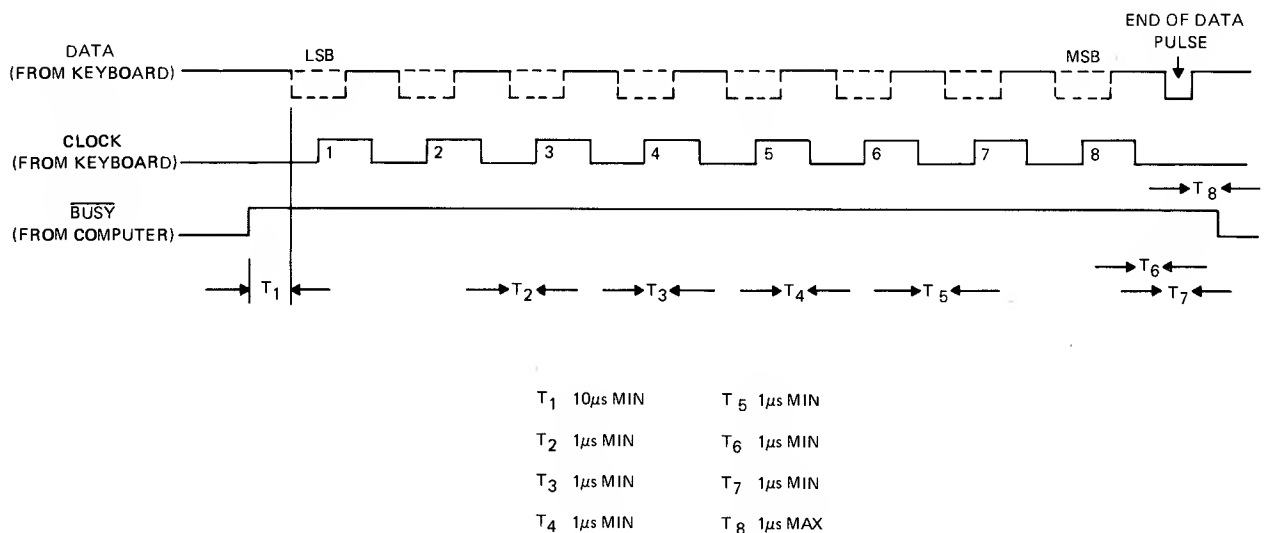 END OF DATA
PULSE
DATA
(FROM KEYBOARD)
LSB
MSB
CLOCK
(FROM KEYBOARD)
1 2 3 4 5 6 7 8
T8
BUSY
(FROM COMPUTER)
T6
T1 T2 T3 T4 T5 T7
T1 10μs MIN T5 1μs MIN
T2 1μs MIN T6 1μs MIN
T3 1μs MIN T7 1μs MIN
T4 1μs MIN T8 1μs MAX